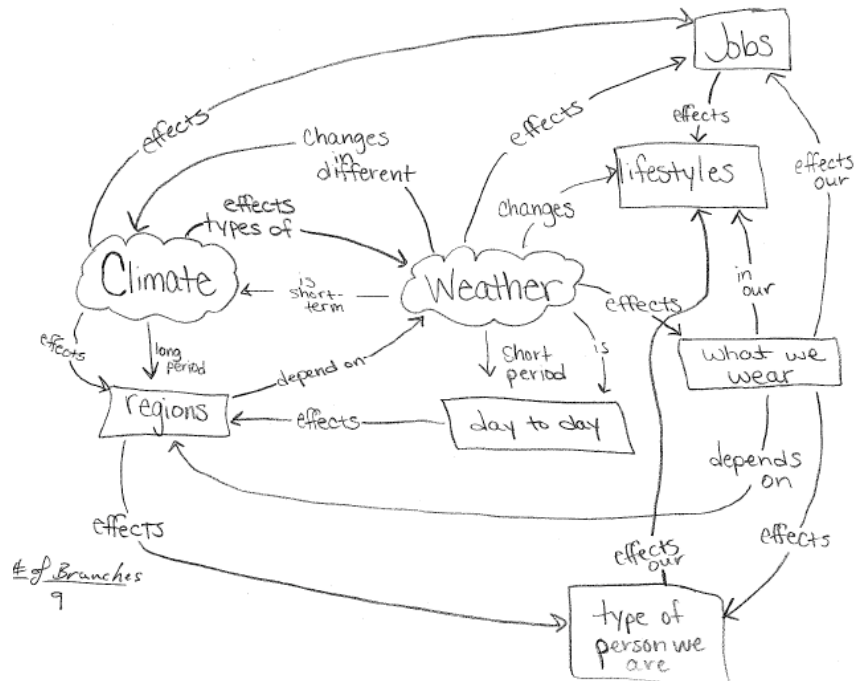 Jobs
effects
effects
effects
effects
our
Changes
in
different
lifestyles
changes
effects
types of
Climate
Weather
is
short-
term
effects
in
our
effects
long
period
depend on
Short
period
is
what we
wear
regions
effects
day to day
depends
on
effects
effects
effects
our
# of Branches
9
type of
person we
are